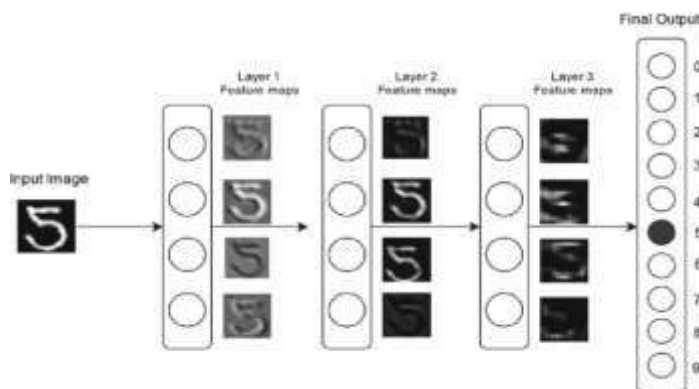 Final Output
Layer 1
Feature maps
Layer 2
Feature maps
Layer 3
Feature maps
Input Image
5
0
1
2
3
4
5
6
7
8
9